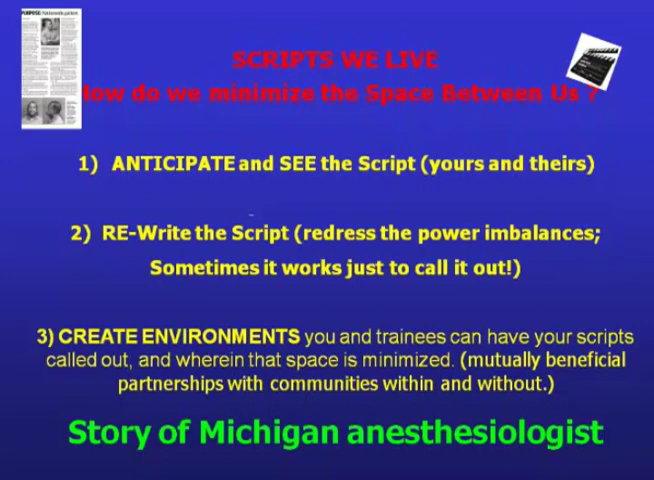 PURPOSE:
SCRIPTS WE LIVE
How do we minimize the Space Between Us ?
1) ANTICIPATE and SEE the Script (yours and theirs)
2) RE-Write the Script (redress the power imbalances;
Sometimes it works just to call it out!)
3) CREATE ENVIRONMENTS you and trainees can have your scripts
called out, and wherein that space is minimized. (mutually beneficial
partnerships with communities within and without.)
Story of Michigan anesthesiologist